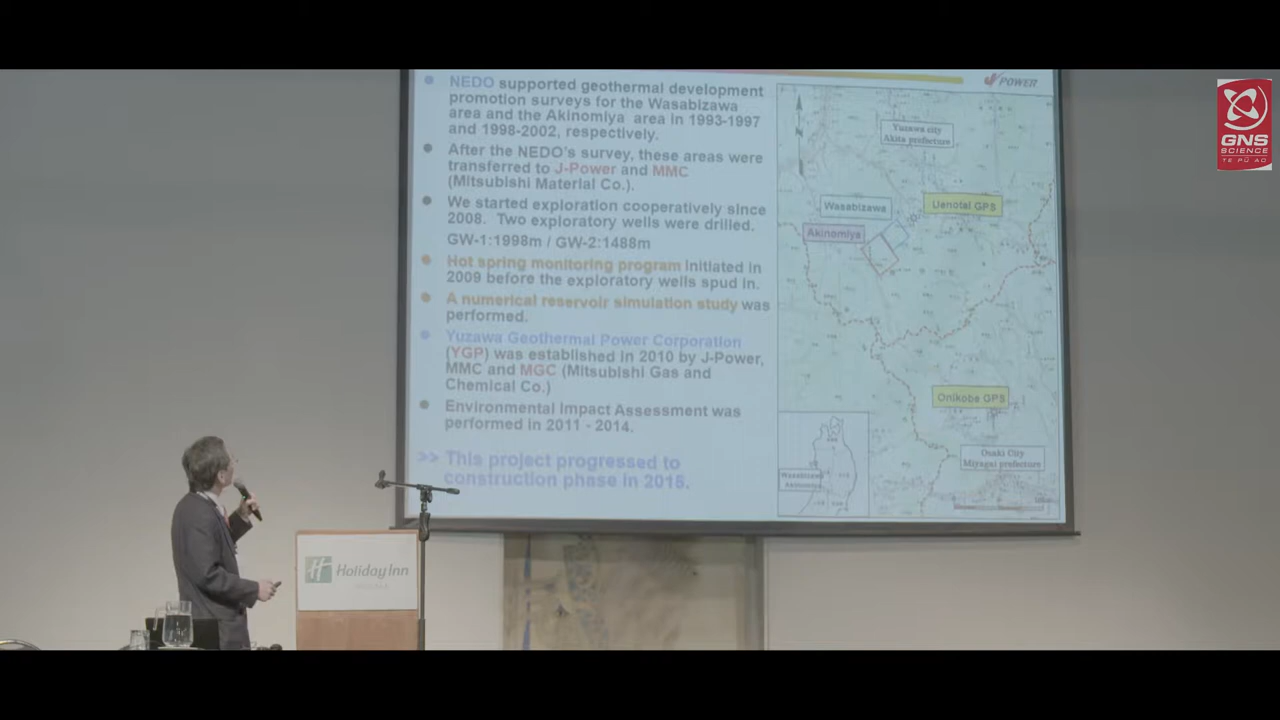 NEDO supported geothermal development
promotion surveys for the Wasabizawa
area and the Akinomiya area in 1993-1997
and 1998-2002, respectively.
After the NEDO's survey, these areas were
transferred to J-Power and MMC
(Mitsubishi Material Co.).
We started exploration cooperatively since
2008. Two exploratory wells were drilled.
GW-1:1998m / GW-2:1488m
Hot spring monitoring program initiated in
2009 before the exploratory wells spud in.
A numerical reservoir simulation study was
performed.
Yuzawa Geothermal Power Corporation
(YGP) was established in 2010 by J-Power,
MMC and MGC (Mitsubishi Gas and
Chemical Co.)
Environmental Impact Assessment was
performed in 2011 - 2014.
>> This project progressed to
construction phase in 2015.
POWER
N
Yuzawa city
Akita prefecture
Wasabizawa
Uenotai GPS
Akinomiya
Onikobe GPS
Osaki City
Miyagai prefecture
Wasabizawa
GNS
SCIENCE
TE PŪ AO
Holiday Inn